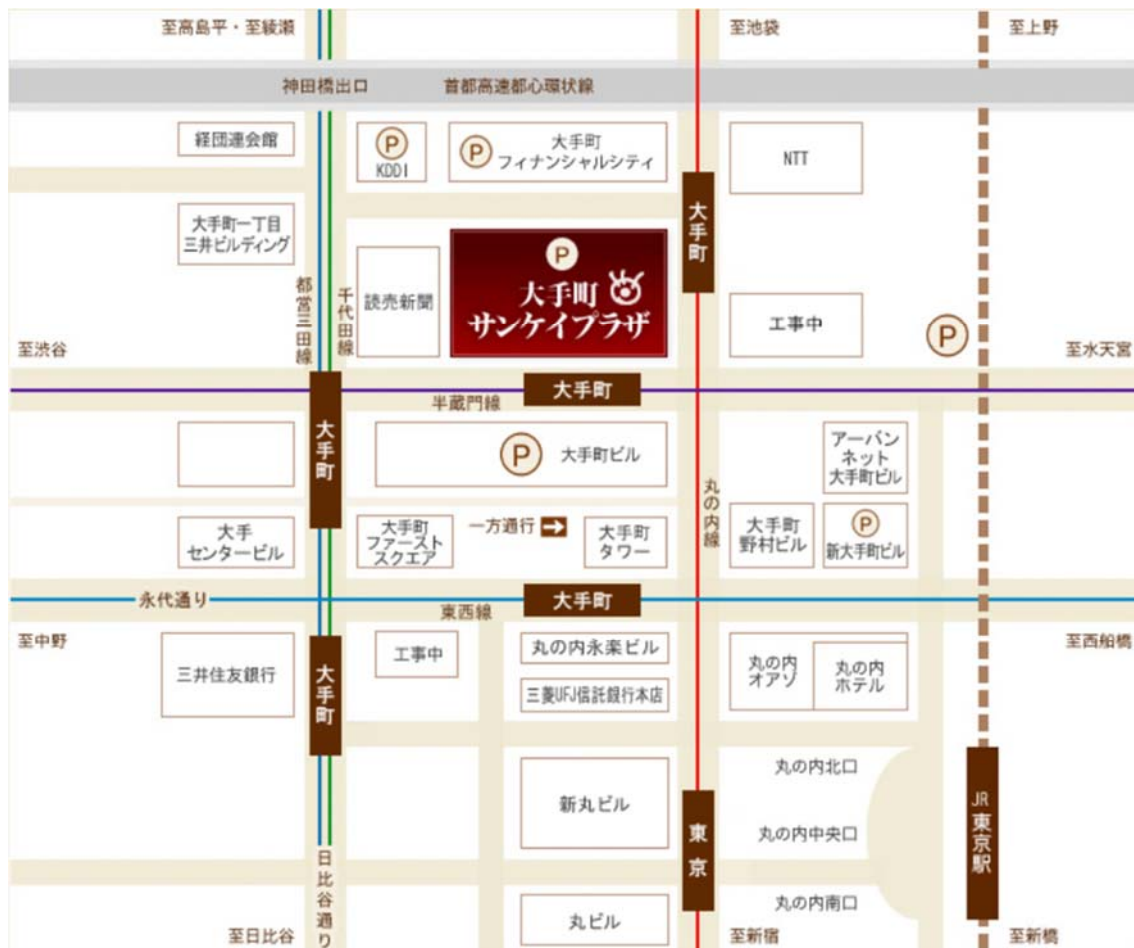 至高島平・至綾瀬
至池袋
至上野
神田橋出口
首都高速都心環状線
経団連会館
P
KDDI
P
大手町
フィナンシャルシティ
NTT
大手町
大手町一丁目
三井ビルディング
都営三田線
千代田線
読売新聞
P
大手町
サンケイプラザ
工事中
P
至渋谷
至水天宮
大手町
半蔵門線
大手町
P
大手町ビル
丸の内線
アーバン
ネット
大手町ビル
大手
センタービル
大手町
ファースト
スクエア
一方通行
大手町
タワー
大手町
野村ビル
P
新大手町ビル
永代通り
大手町
東西線
至中野
至西船橋
三井住友銀行
大手町
工事中
丸の内永楽ビル
三菱UFJ信託銀行本店
丸の内
オアゾ
丸の内
ホテル
新丸ビル
東京
丸の内北口
丸の内中央口
丸の内南口
JR東京駅
日比谷通り
丸ビル
至日比谷
至新宿
至新橋